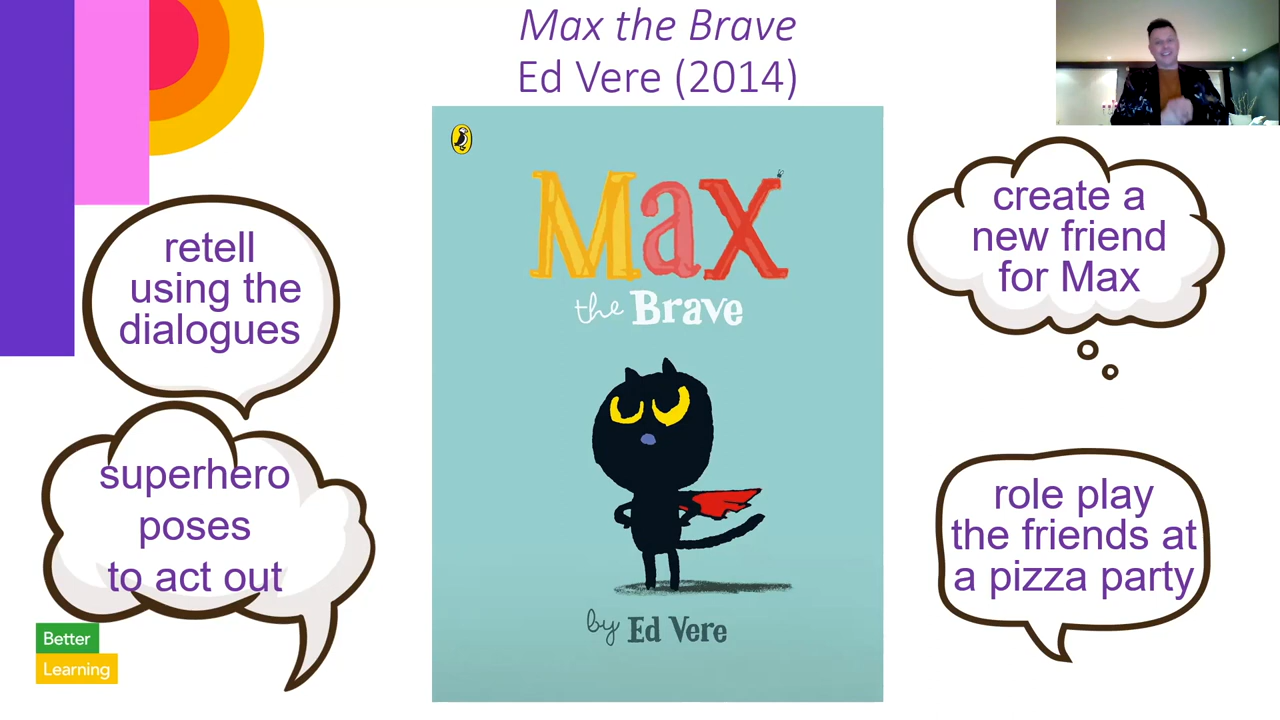 Max the Brave
Ed Vere (2014)
retell
using the
dialogues
superhero
poses
to act out
Max
the Brave
by Ed Vere
create a
new friend
for Max
role play
the friends at
a pizza party
Better
Learning